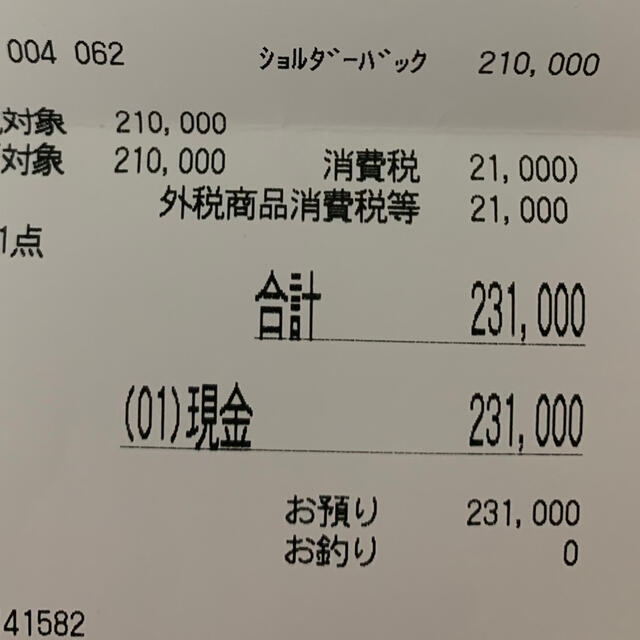 004 062 ｼｮﾙﾀﾞｰﾊﾞｯｸ 210,000
対象 210,000
対象 210,000 消費税 21,000)
外税商品消費税等 21,000
1点
合計 231,000
(01)現金 231,000
お預り 231,000
お釣り 0
41582